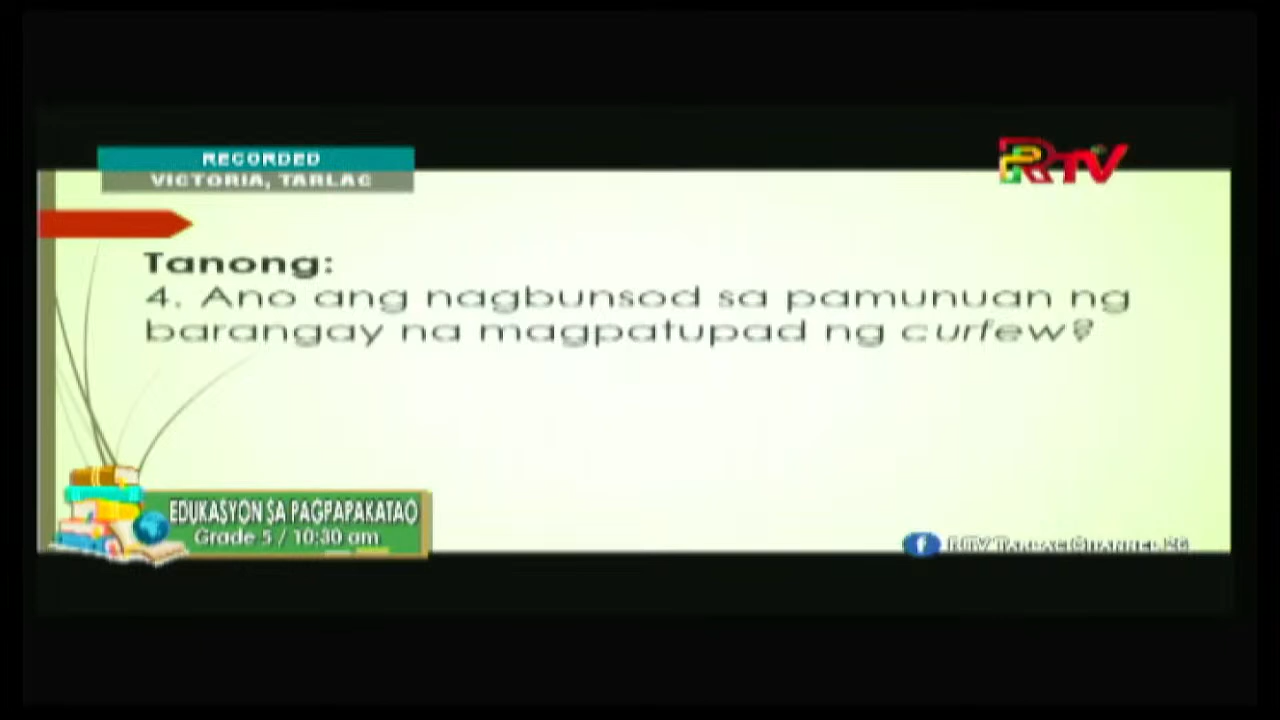 RECORDED
VICTORIA, TARLAC
RTV
Tanong:
4. Ano ang nagbunsod sa pamunuan ng
barangay na magpatupad ng curfew?
EDUKASYON SA PAGPAPAKATAO
Grade 5 / 10:30 am